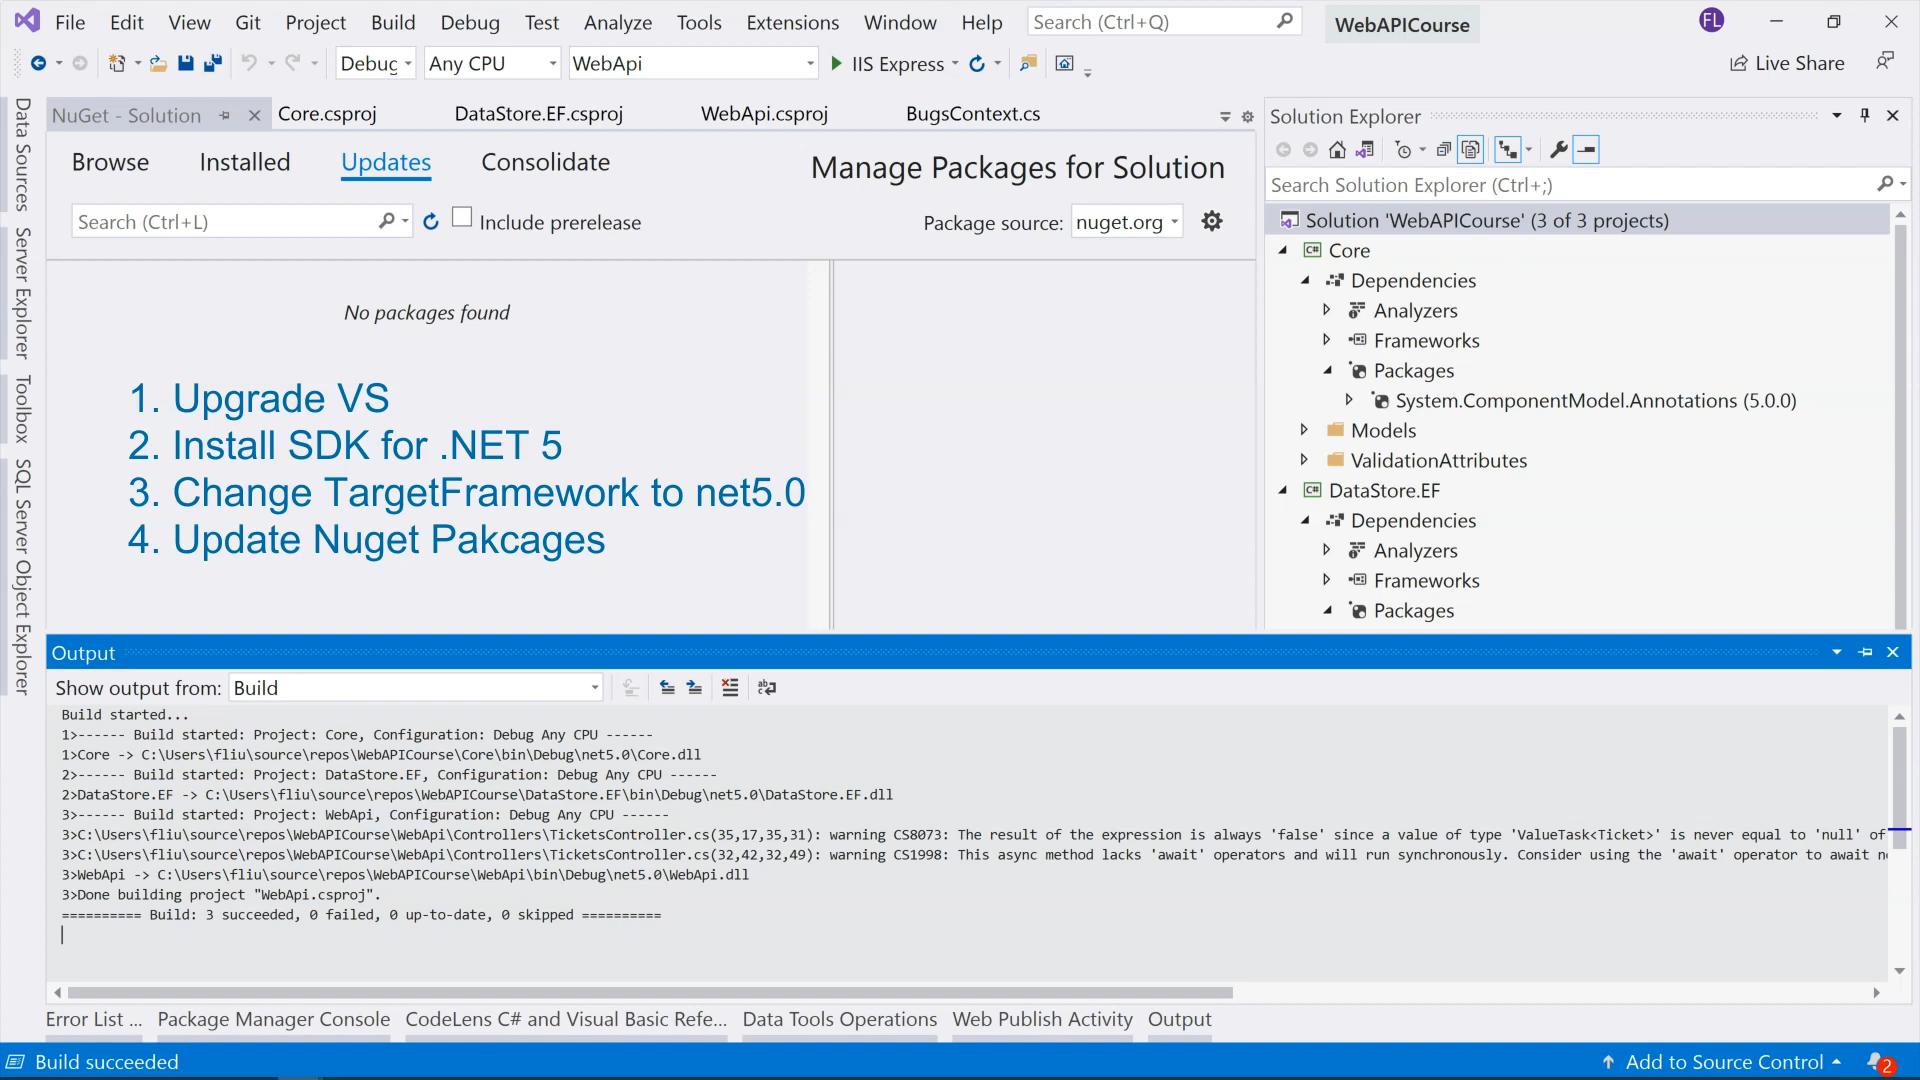 File Edit View Git Project Build Debug Test Analyze Tools Extensions Window Help Search (Ctrl+Q) WebAPICourse FL
Debug Any CPU WebApi IIS Express Live Share
NuGet - Solution Core.csproj DataStore.EF.csproj WebApi.csproj BugsContext.cs
Browse Installed Updates Consolidate Manage Packages for Solution
Search (Ctrl+L) Include prerelease Package source: nuget.org
No packages found
1. Upgrade VS
2. Install SDK for .NET 5
3. Change TargetFramework to net5.0
4. Update Nuget Pakcages
Data Sources
Server Explorer
Toolbox
SQL Server Object Explorer
Solution Explorer
Search Solution Explorer (Ctrl+;)
Solution 'WebAPICourse' (3 of 3 projects)
C# Core
Dependencies
Analyzers
Frameworks
Packages
System.ComponentModel.Annotations (5.0.0)
Models
ValidationAttributes
C# DataStore.EF
Dependencies
Analyzers
Frameworks
Packages
Output
Show output from: Build
Build started...
1>------ Build started: Project: Core, Configuration: Debug Any CPU ------
1>Core -> C:\Users\fliu\source\repos\WebAPICourse\Core\bin\Debug\net5.0\Core.dll
2>------ Build started: Project: DataStore.EF, Configuration: Debug Any CPU ------
2>DataStore.EF -> C:\Users\fliu\source\repos\WebAPICourse\DataStore.EF\bin\Debug\net5.0\DataStore.EF.dll
3>------ Build started: Project: WebApi, Configuration: Debug Any CPU ------
3>C:\Users\fliu\source\repos\WebAPICourse\WebApi\Controllers\TicketsController.cs(35,17,35,31): warning CS8073: The result of the expression is always 'false' since a value of type 'ValueTask<Ticket>' is never equal to 'null' of
3>C:\Users\fliu\source\repos\WebAPICourse\WebApi\Controllers\TicketsController.cs(32,42,32,49): warning CS1998: This async method lacks 'await' operators and will run synchronously. Consider using the 'await' operator to await
3>WebApi -> C:\Users\fliu\source\repos\WebAPICourse\WebApi\bin\Debug\net5.0\WebApi.dll
3>Done building project "WebApi.csproj".
========== Build: 3 succeeded, 0 failed, 0 up-to-date, 0 skipped ==========
Error List ... Package Manager Console CodeLens C# and Visual Basic Refe... Data Tools Operations Web Publish Activity Output
Build succeeded Add to Source Control 2